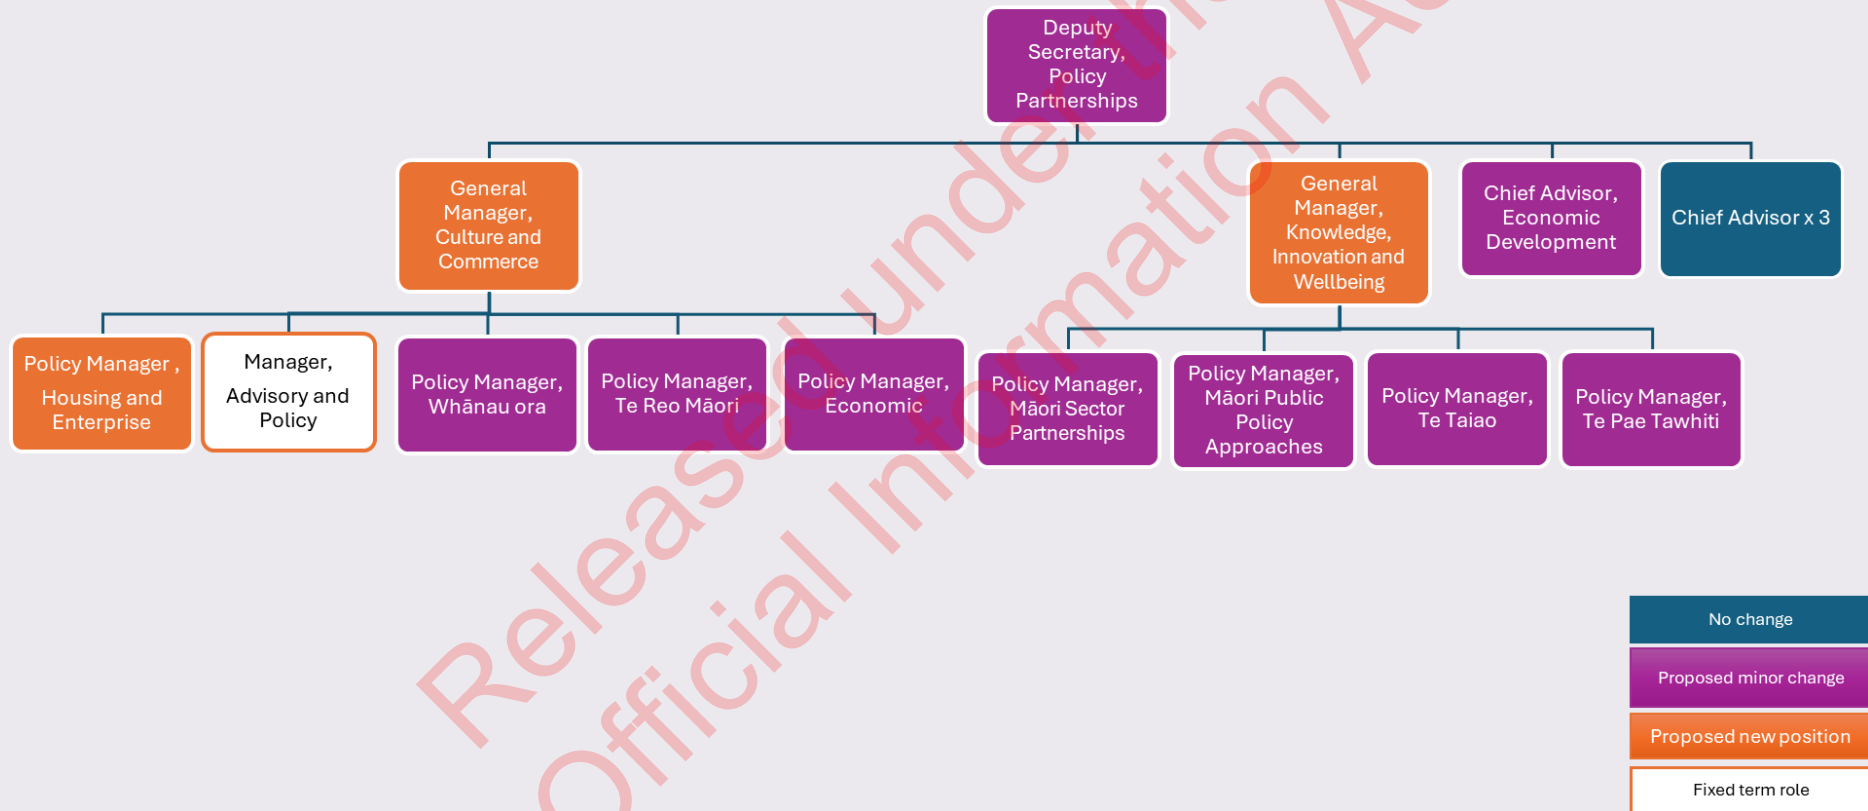 Deputy
Secretary,
Policy
Partnerships
General
Manager,
Culture and
Commerce
General
Manager,
Knowledge,
Innovation and
Wellbeing
Chief Advisor,
Economic
Development
Chief Advisor x 3
Policy Manager ,
Housing and
Enterprise
Manager,
Advisory and
Policy
Policy Manager,
Whānau ora
Policy Manager,
Te Reo Māori
Policy Manager,
Economic
Policy Manager,
Māori Sector
Partnerships
Policy Manager,
Māori Public
Policy
Approaches
Policy Manager,
Te Taiao
Policy Manager,
Te Pae Tawhiti
No change
Proposed minor change
Proposed new position
Fixed term role
Released under
Official Information